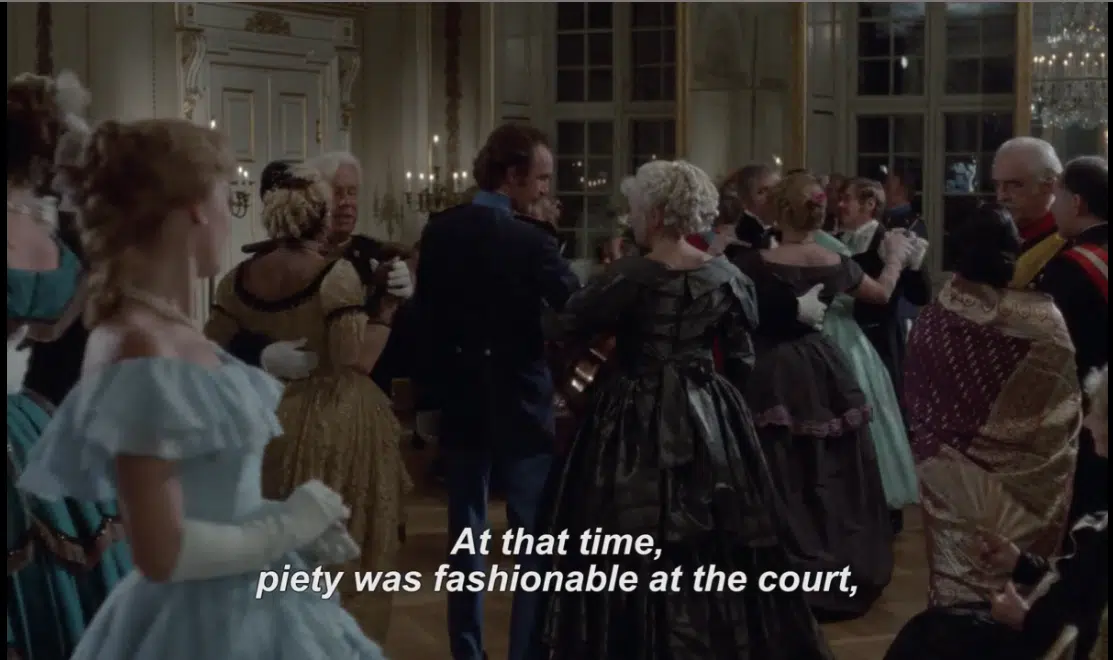 At that time,
piety was fashionable at the court,